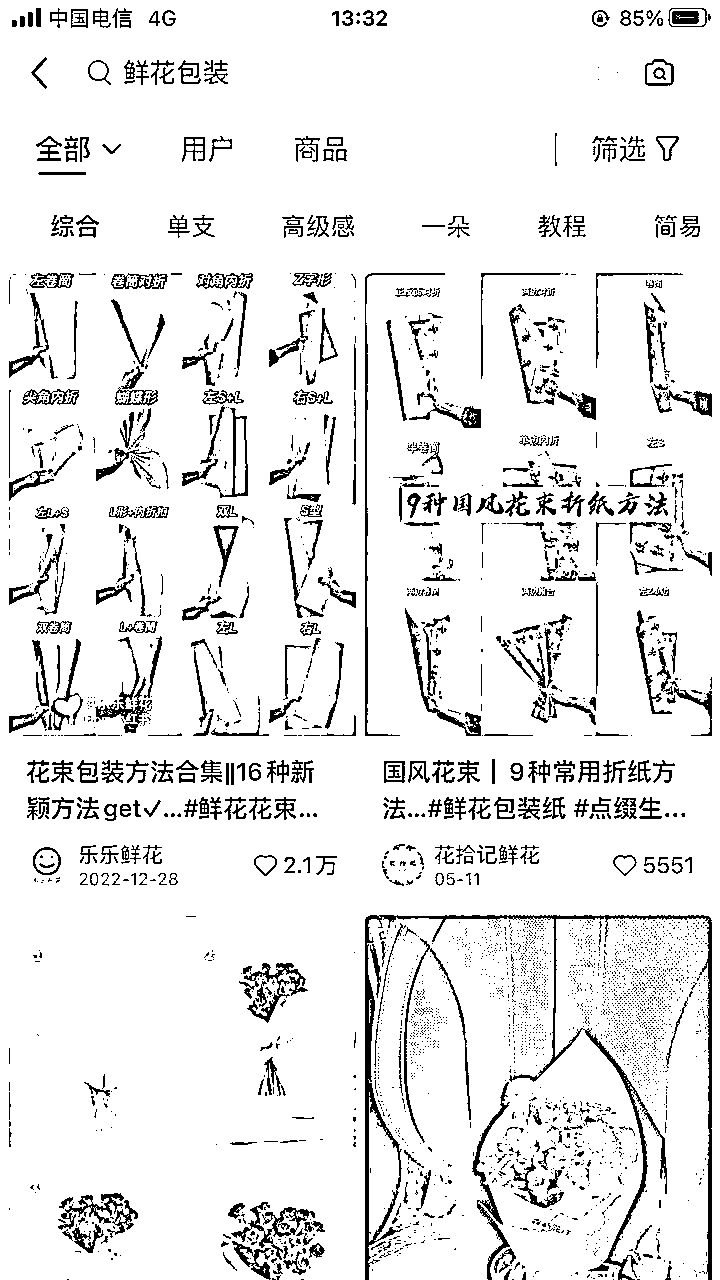 中国电信 4G 13:32 85%
鲜花包装
全部 用户 商品 筛选
综合 单支 高级感 一朵 教程 简易
左卷筒 卷筒对折 对角内折 Z字形
尖角内折 蝴蝶形 左S+L 右S+L
左L+S 双L S型
双卷筒 L+卷筒 左L 右L
左S
9种国风花束折纸方法
花束包装方法合集||16种新
颖方法get✓...#鲜花花束...
乐乐鲜花
2022-12-28
2.1万
国风花束 | 9种常用折纸方
法...#鲜花包装纸 #点缀生...
花拾记鲜花
05-11
5551